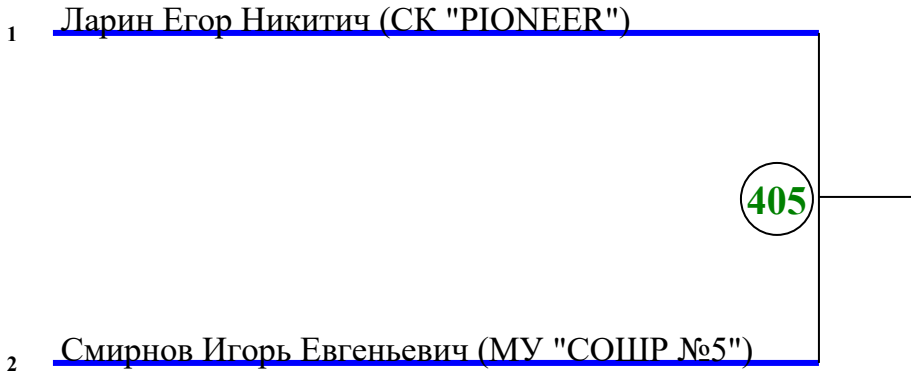 1 Ларин Егор Никитич (СК "PIONEER")
405
2 Смирнов Игорь Евгеньевич (МУ "СОШР №5")